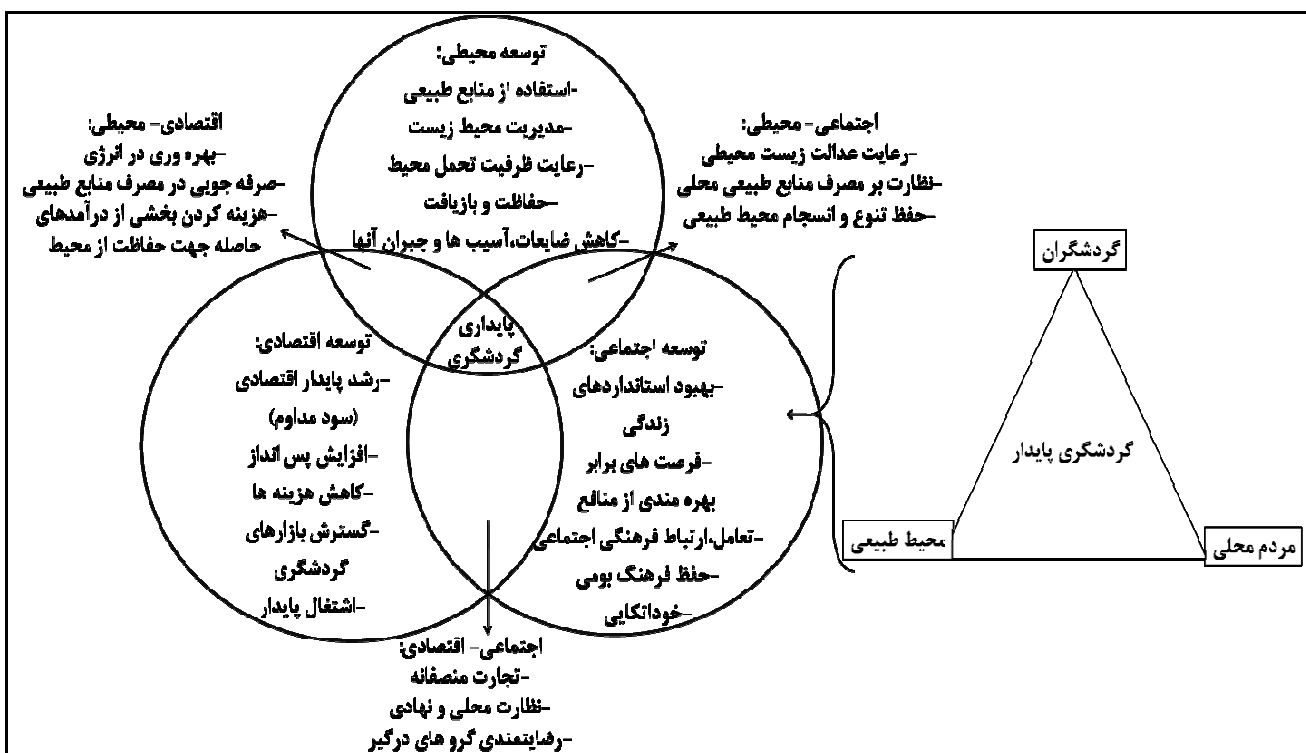 توسعه محیطی:
-استفاده از منابع طبیعی
-مدیریت محیط زیست
-رعایت ظرفیت تحمل محیط
-حفاظت و بازیافت
-کاهش ضایعات،آسیب ها و جبران آنها
اجتماعی- محیطی:
-رعایت عدالت زیست محیطی
-نظارت بر مصرف منابع طبیعی محلی
-حفظ تنوع و انسجام محیط طبیعی
اقتصادی- محیطی:
-بهره وری در انرژی
-صرفه جویی در مصرف منابع طبیعی
-هزینه کردن بخشی از درآمدهای
حاصله جهت حفاظت از محیط
گردشگران
گردشگری پایدار
مردم محلی
محیط طبیعی
پایداری
گردشگری
توسعه اجتماعی:
-بهبود استانداردهای
زندگی
-فرصت های برابر
بهره مندی از منافع
-تعامل،ارتباط فرهنگی اجتماعی
-حفظ فرهنگ بومی
-خوداتکایی
توسعه اقتصادی:
-رشد پایدار اقتصادی
(سود مداوم)
-افزایش پس انداز
-کاهش هزینه ها
-گسترش بازارهای
گردشگری
-اشتغال پایدار
اجتماعی- اقتصادی:
-تجارت منصفانه
-نظارت محلی و نهادی
-رضایتمندی گرو های درگیر